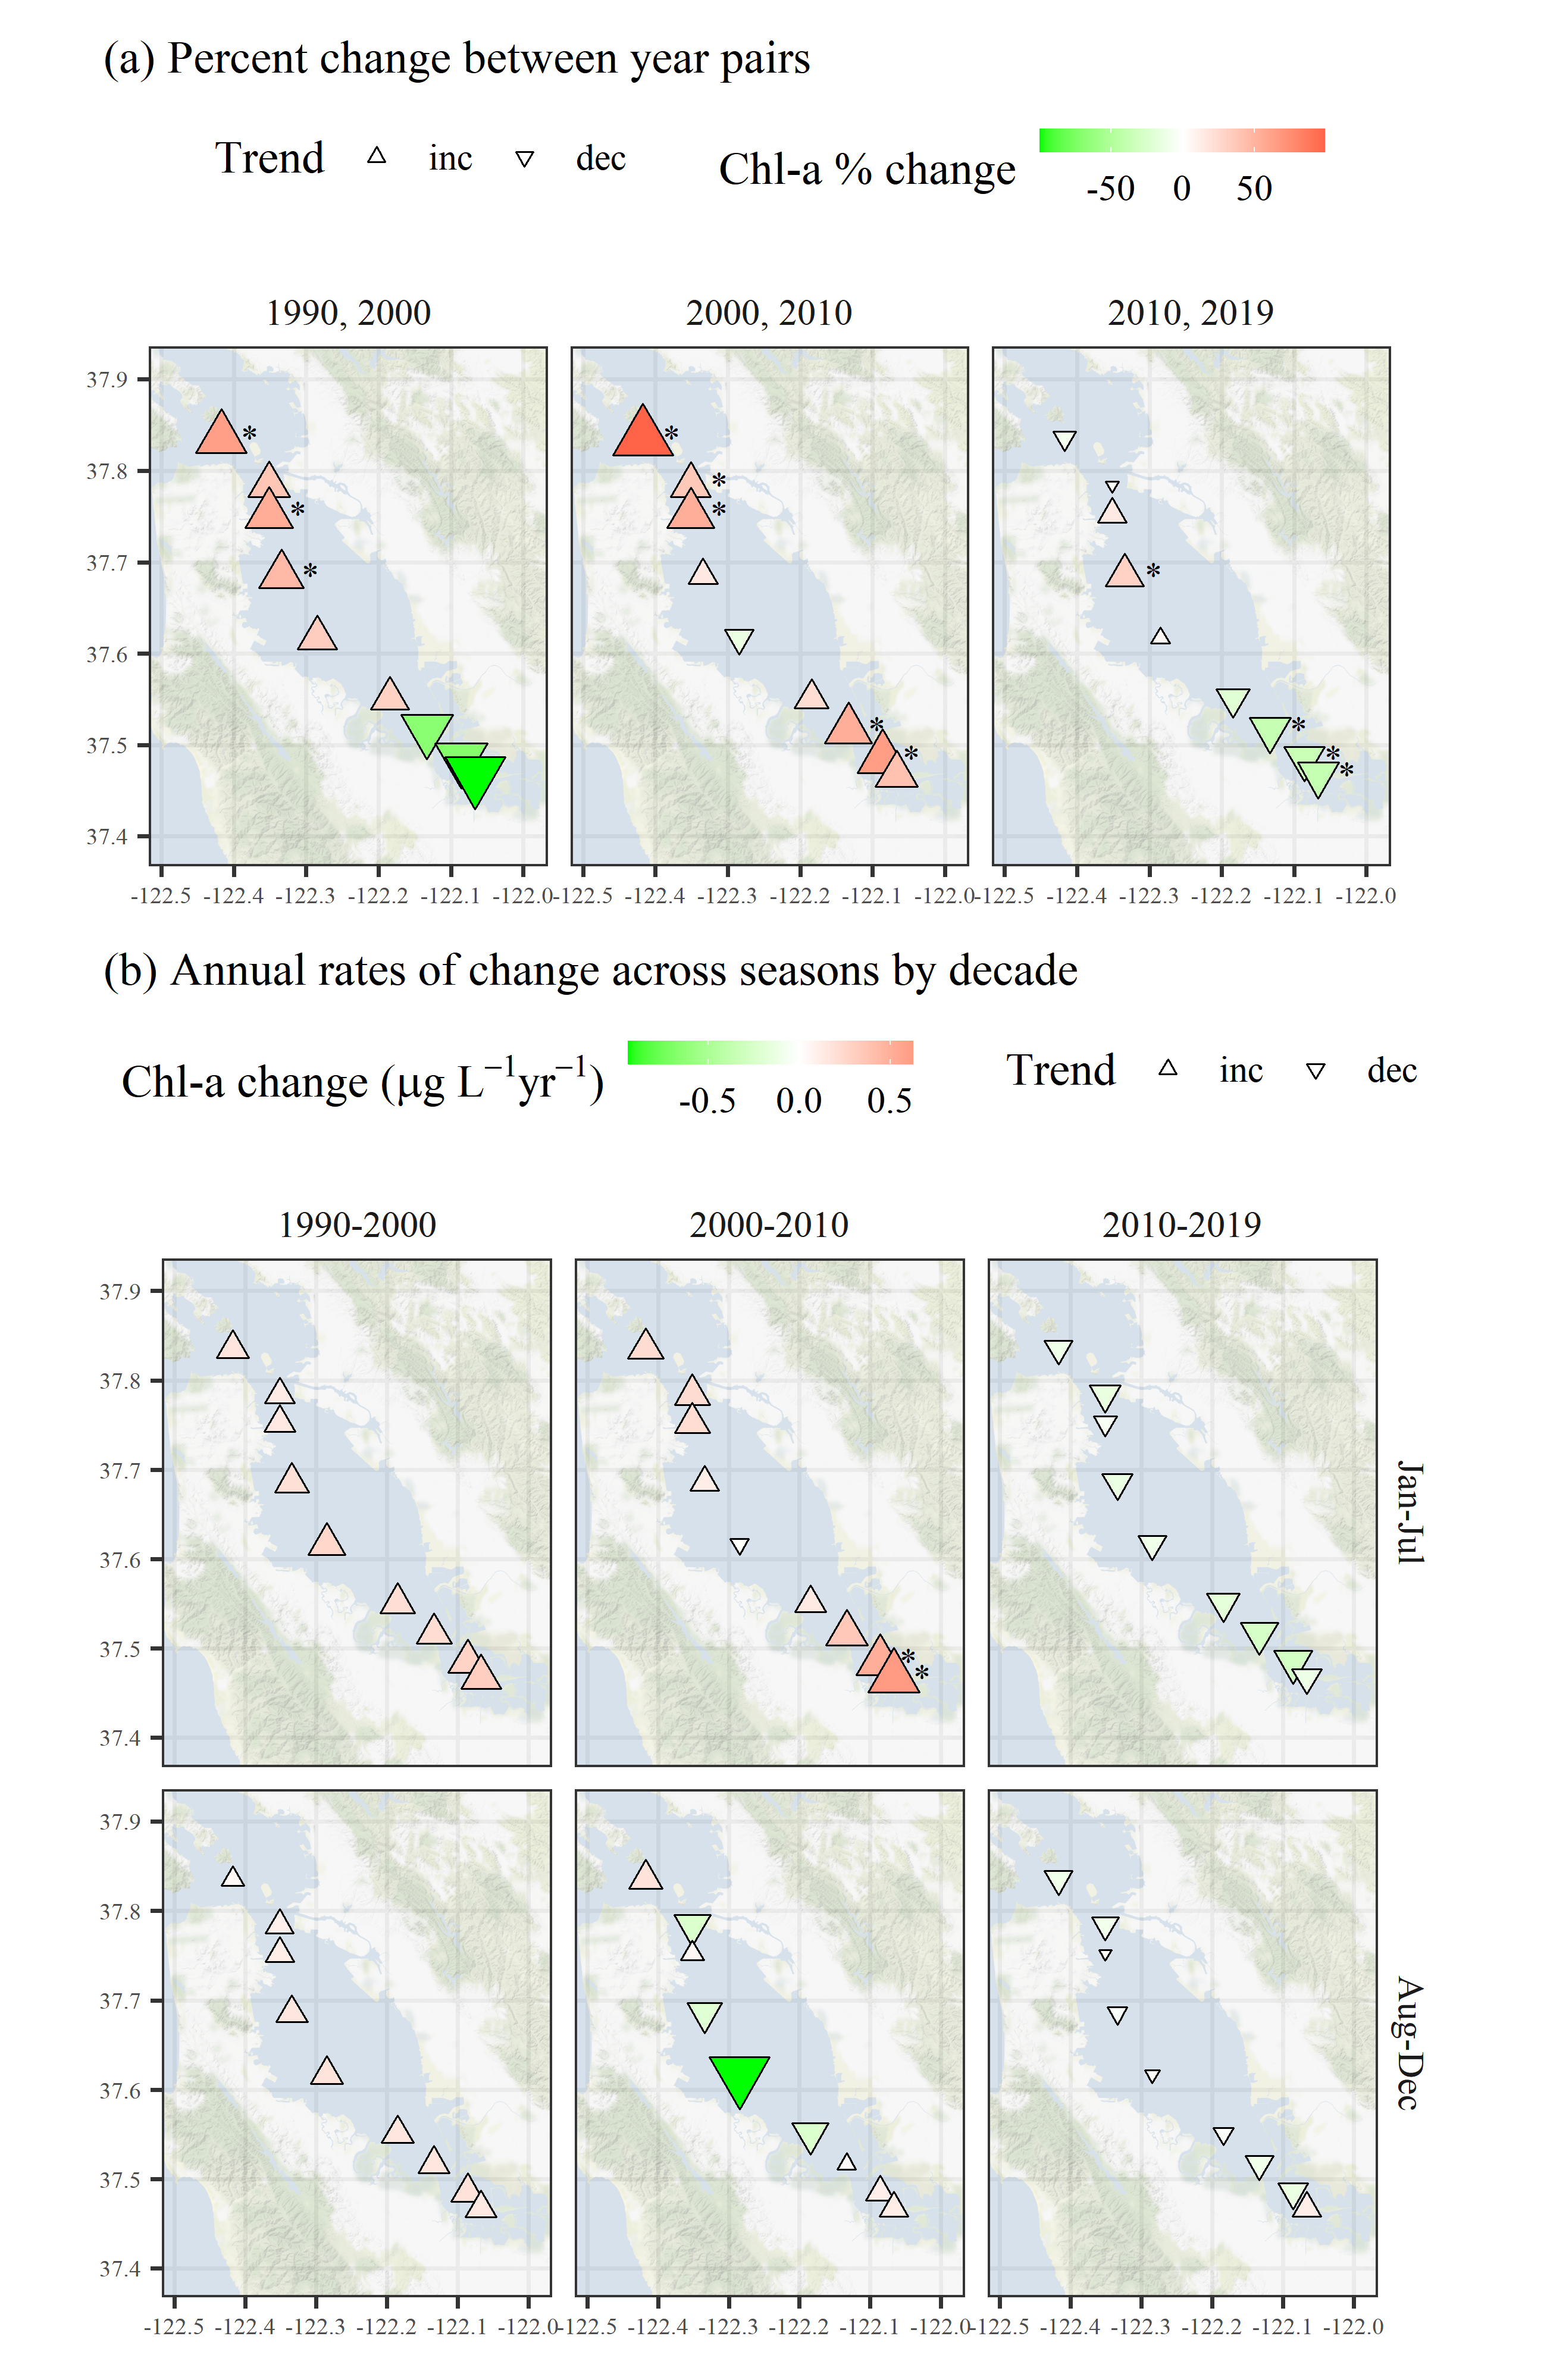 (a) Percent change between year pairs
Trend inc dec Chl-a % change
-50 0 50
1990, 2000 2000, 2010 2010, 2019
37.9
37.8
37.7
37.6
37.5
37.4
* * *
* * * * *
* * * *
-122.5 -122.4 -122.3 -122.2 -122.1 -122.0 -122.5 -122.4 -122.3 -122.2 -122.1 -122.0 -122.5 -122.4 -122.3 -122.2 -122.1 -122.0
(b) Annual rates of change across seasons by decade
Chl-a change (μg L⁻¹yr⁻¹) Trend inc dec
-0.5 0.0 0.5
1990-2000 2000-2010 2010-2019
37.9
37.8
37.7
37.6
37.5
37.4
* *
Jan-Jul
37.9
37.8
37.7
37.6
37.5
37.4
Aug-Dec
-122.5 -122.4 -122.3 -122.2 -122.1 -122.0 -122.5 -122.4 -122.3 -122.2 -122.1 -122.0 -122.5 -122.4 -122.3 -122.2 -122.1 -122.0